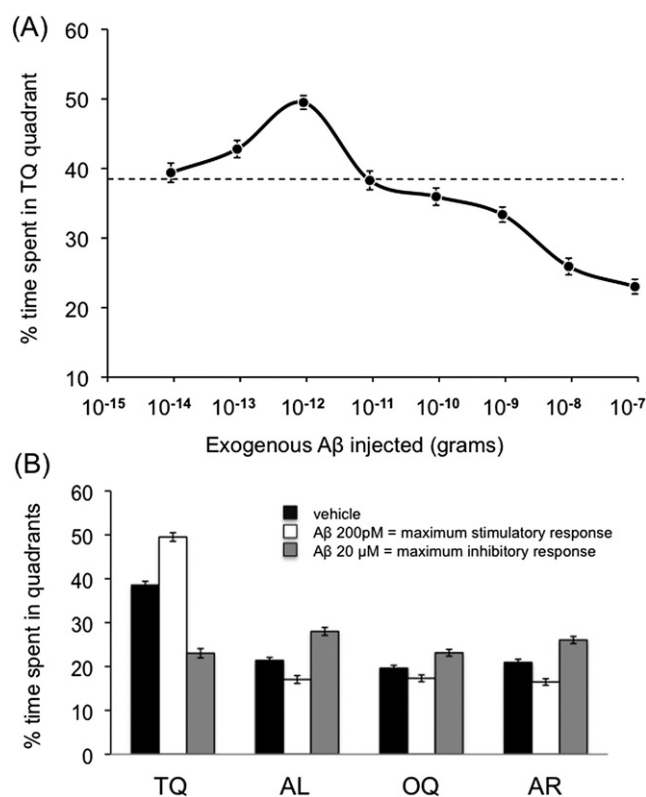 (A)
60
50
40
30
20
10
% time spent in TQ quadrant
10-15 10-14 10-13 10-12 10-11 10-10 10-9 10-8 10-7
Exogenous Aβ injected (grams)
(B)
60
50
40
30
20
10
0
% time spent in quadrants
vehicle
Aβ 200pM = maximum stimulatory response
Aβ 20 µM = maximum inhibitory response
TQ AL OQ AR